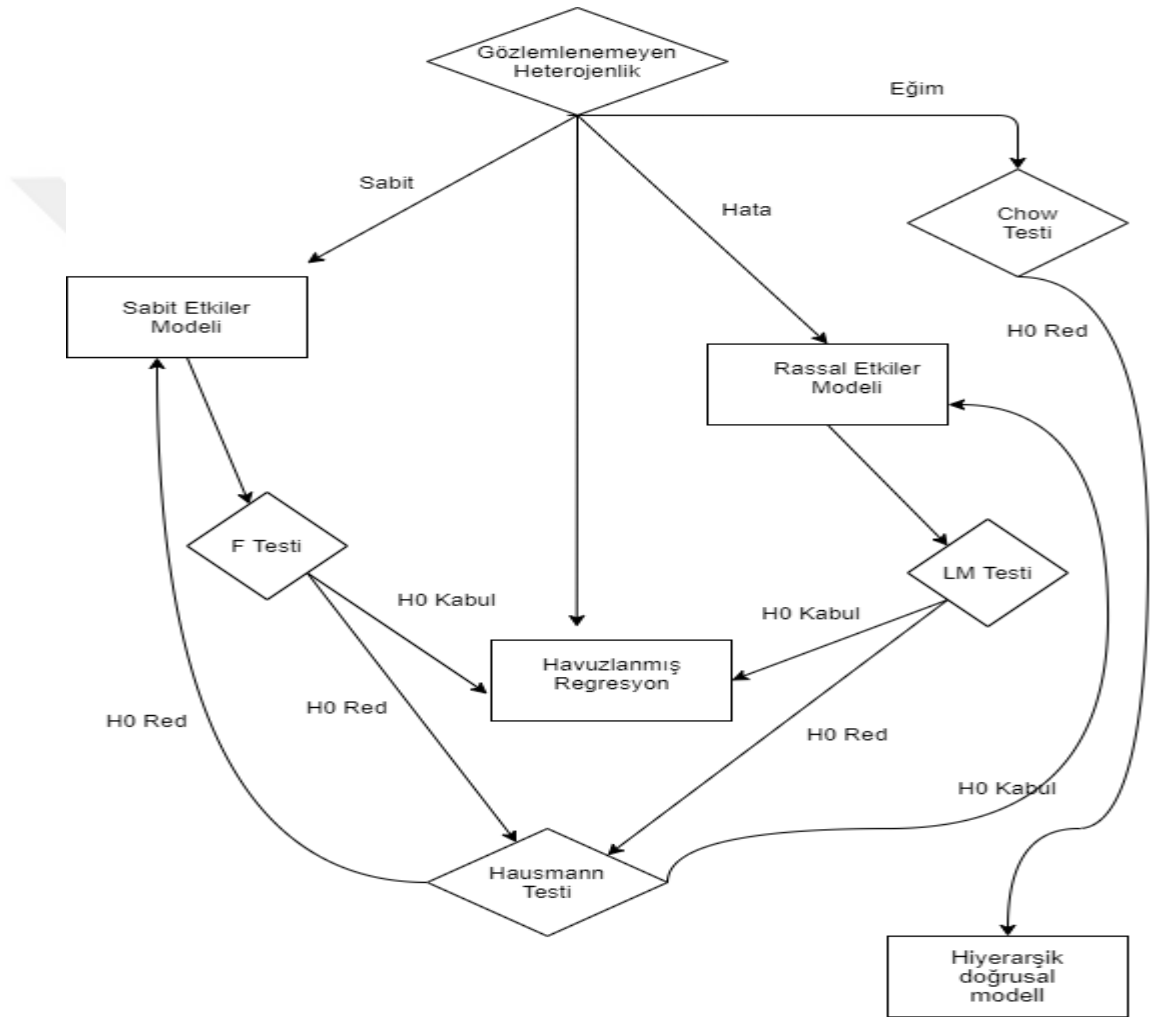 Gözlemlenemeyen
Heterojenlik
Eğim
Sabit
Hata
Chow
Testi
Sabit Etkiler
Modeli
H0 Red
Rassal Etkiler
Modeli
F Testi
LM Testi
H0 Kabul
H0 Kabul
Havuzlanmış
Regresyon
H0 Red
H0 Red
H0 Red
H0 Kabul
Hausmann
Testi
Hiyerarşik
doğrusal
modell